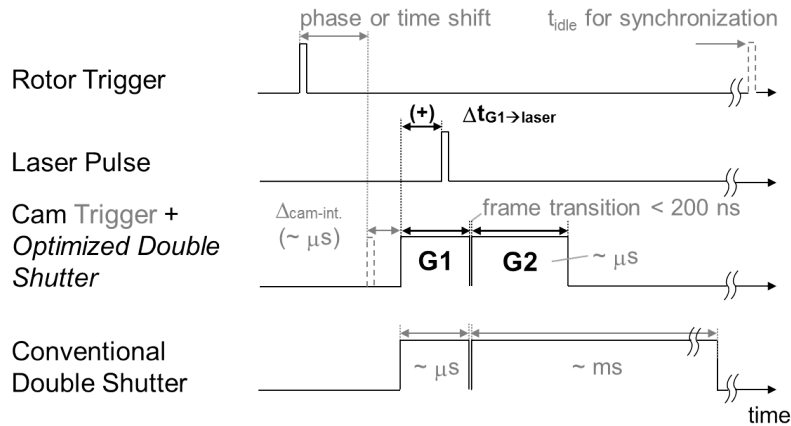 phase or time shift
t_idle for synchronization
Rotor Trigger
(+)
Δt_G1→laser
Laser Pulse
Cam Trigger +
Optimized Double
Shutter
Δcam-int.
(~ μs)
frame transition < 200 ns
G1
G2
~ μs
Conventional
Double Shutter
~ μs
~ ms
time